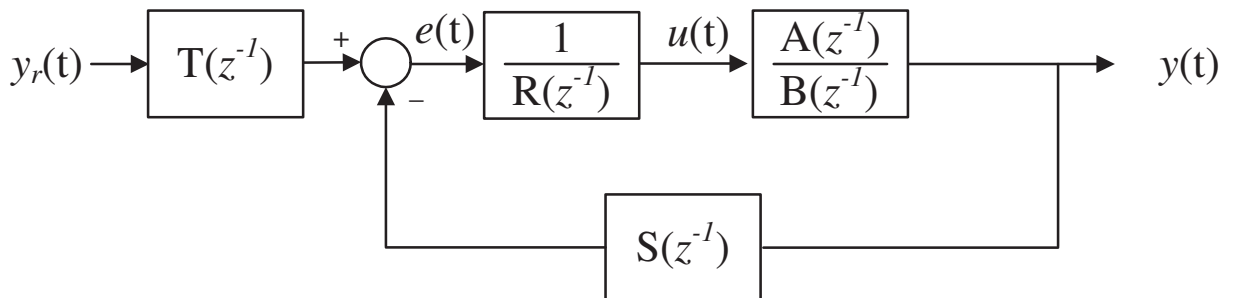 y_r(t)
T(z^{-1})
+
−
e(t)
1
R(z^{-1})
u(t)
A(z^{-1})
B(z^{-1})
y(t)
S(z^{-1})